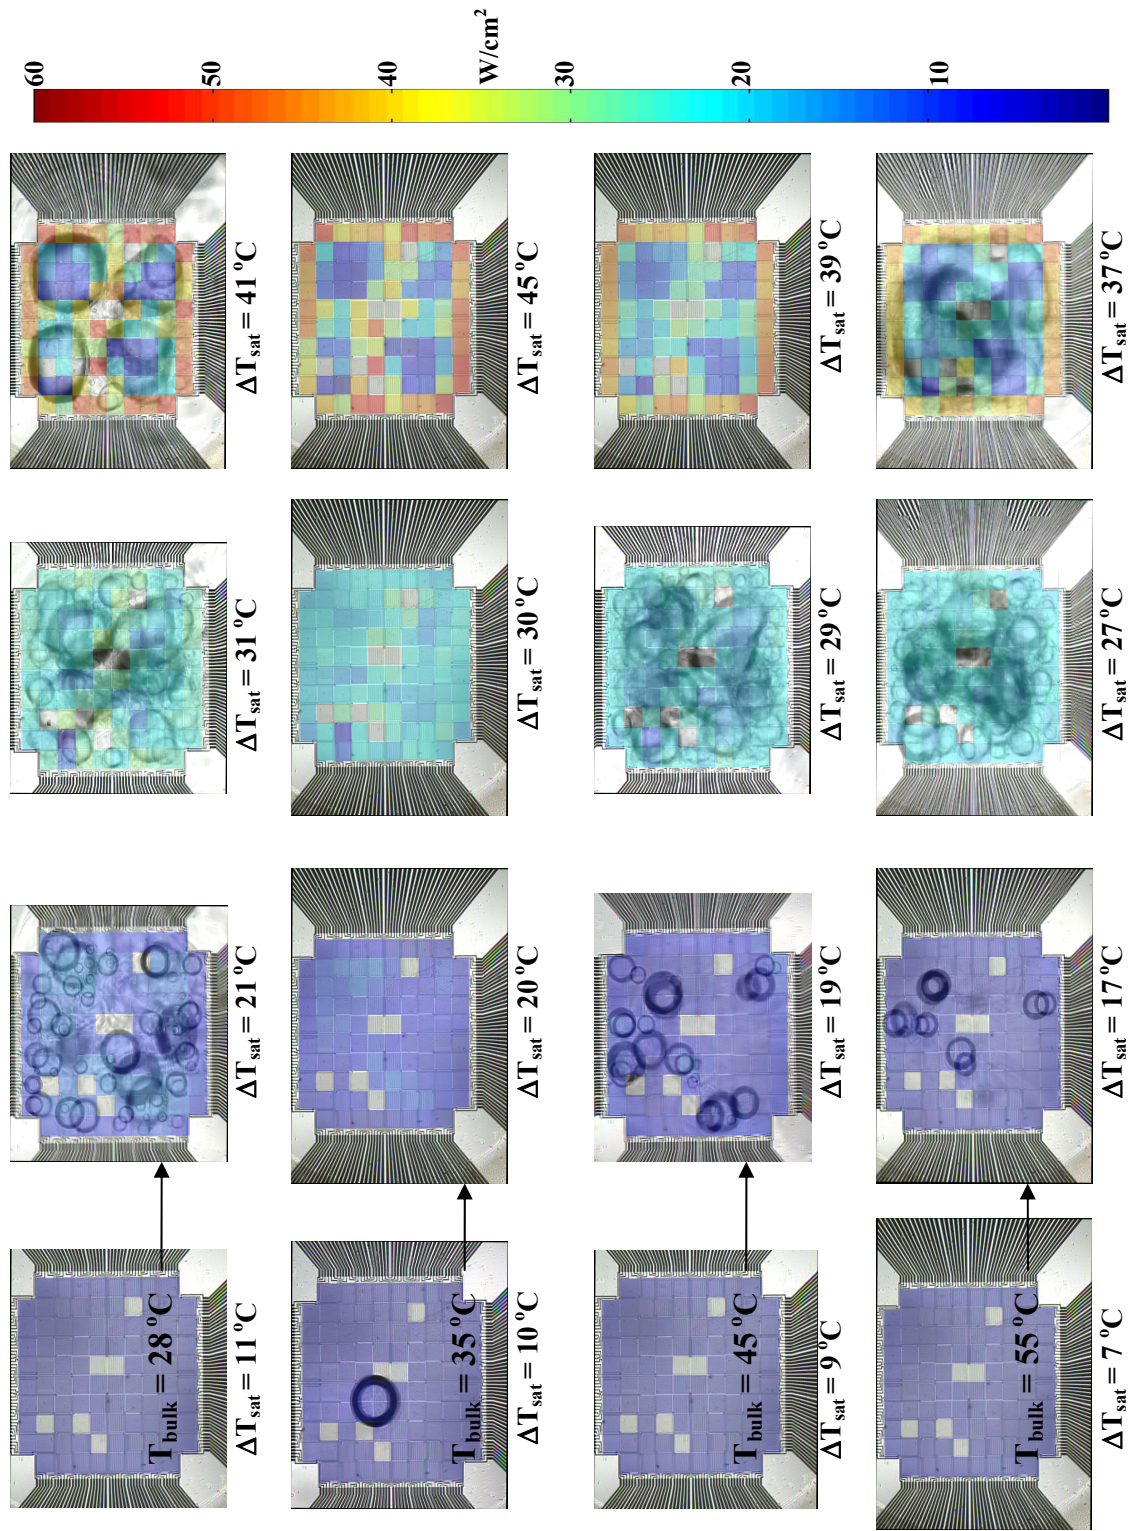 60
50
40
30
20
10
W/cm²
ΔTsat = 41 °C
ΔTsat = 45 °C
ΔTsat = 39 °C
ΔTsat = 37 °C
ΔTsat = 31 °C
ΔTsat = 30 °C
ΔTsat = 29 °C
ΔTsat = 27 °C
ΔTsat = 21 °C
ΔTsat = 20 °C
ΔTsat = 19 °C
ΔTsat = 17 °C
Tbulk = 28 °C
Tbulk = 35 °C
Tbulk = 45 °C
Tbulk = 55 °C
ΔTsat = 11 °C
ΔTsat = 10 °C
ΔTsat = 9 °C
ΔTsat = 7 °C